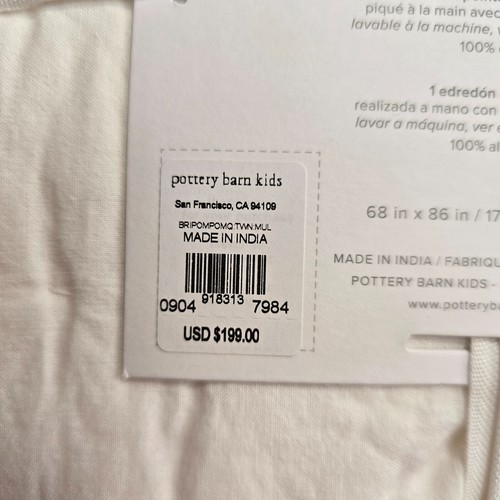 piqué à la main avec
lavable à la machine,
100%
1 edredón
realizada a mano con
lavar a máquina, ver
100% al
pottery barn kids
San Francisco, CA 94109
BRIPOMPOMQ:TWN:MUL
MADE IN INDIA
0904 918313 7984
USD $199.00
68 in x 86 in / 17
MADE IN INDIA / FABRIQU
POTTERY BARN KIDS -
www.potteryba